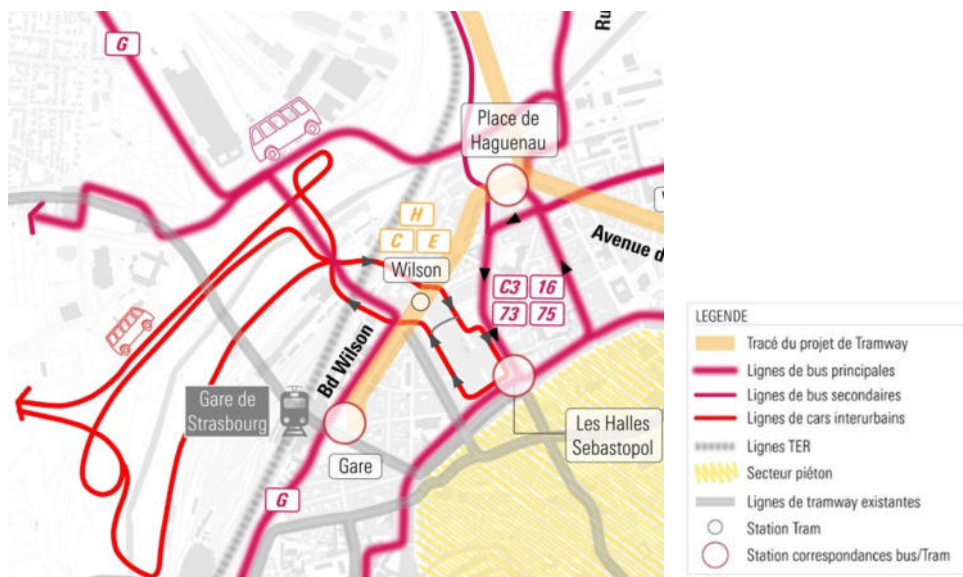 G
Ru
Place de
Haguenau
H
C E
Wilson
Avenue d
V
C3 16
73 75
Bd Wilson
Gare de
Strasbourg
Gare
Les Halles
Sebastopol
G
LEGENDE
Tracé du projet de Tramway
Lignes de bus principales
Lignes de bus secondaires
Lignes de cars interurbains
Lignes TER
Secteur piéton
Lignes de tramway existantes
Station Tram
Station correspondances bus/Tram